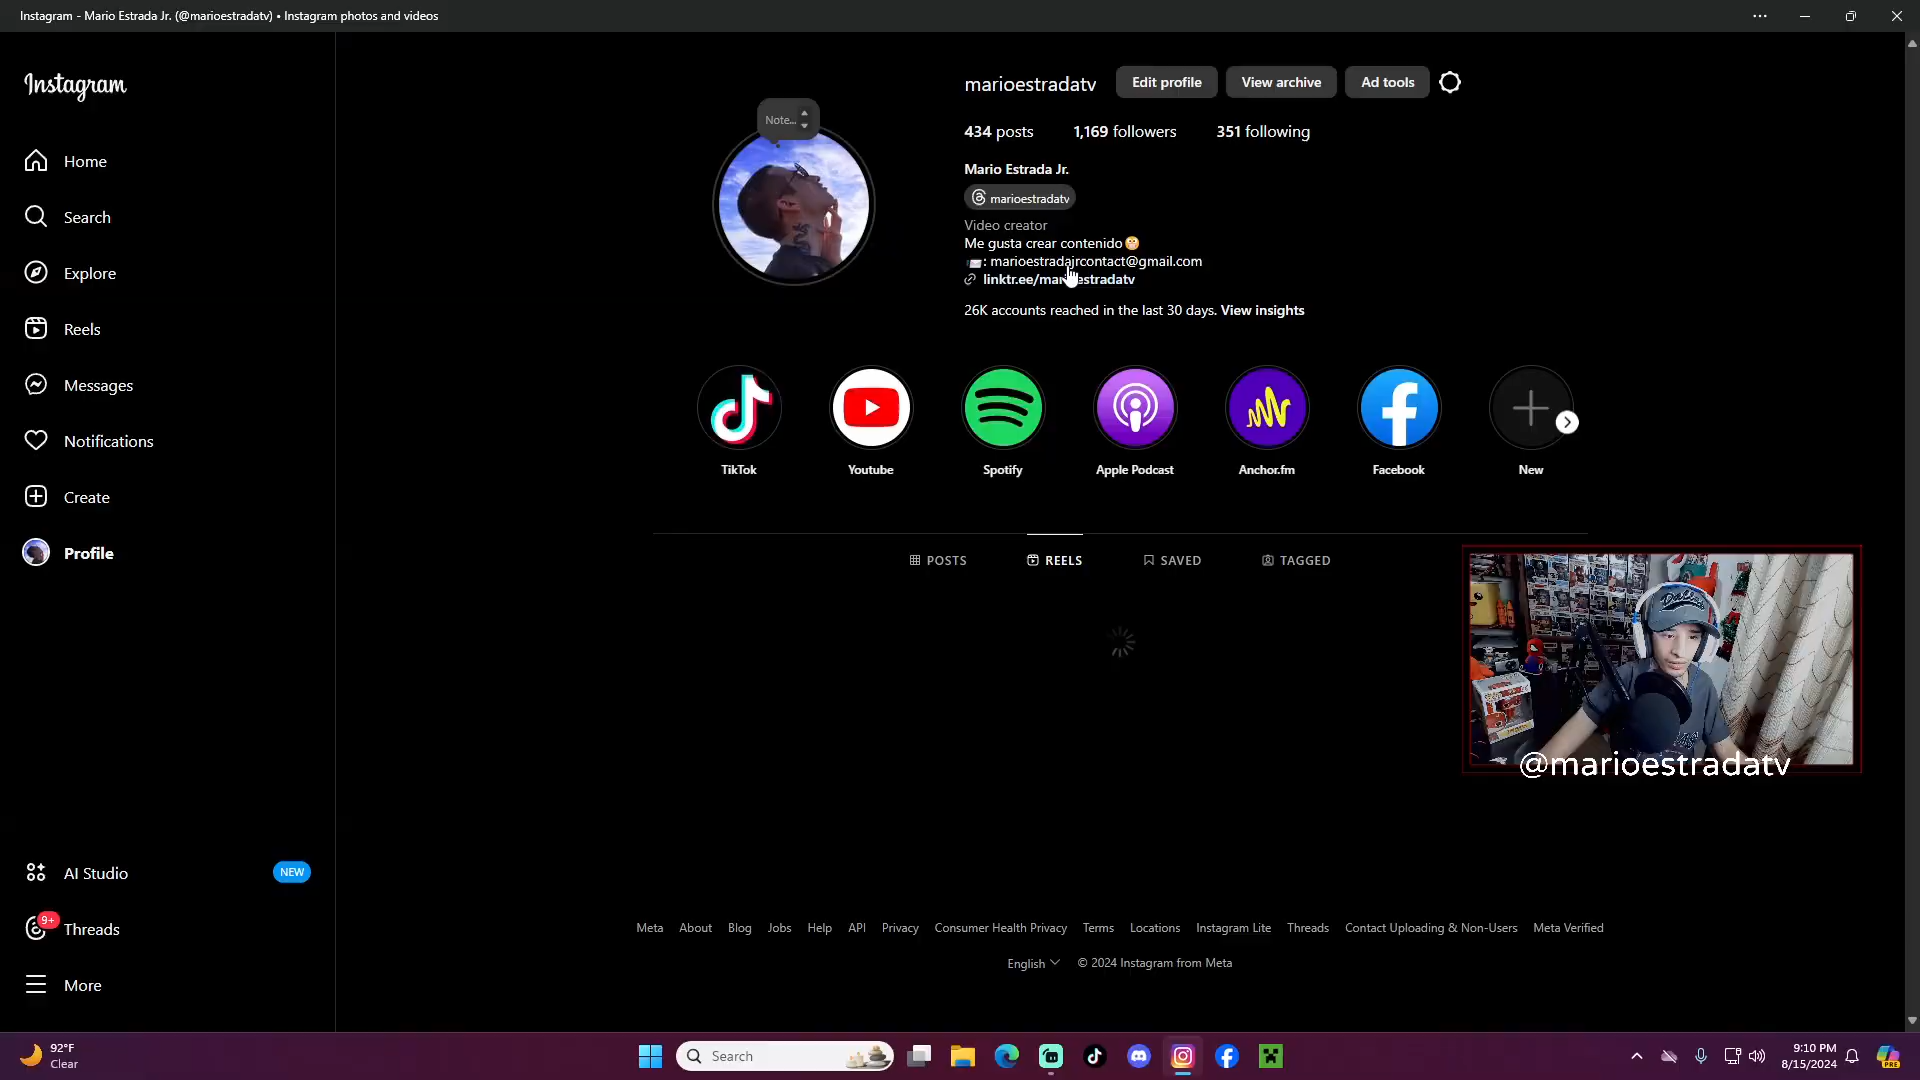 Instagram - Mario Estrada Jr. (@marioestradatv) • Instagram photos and videos
Instagram
Home
Search
Explore
Reels
Messages
Notifications
Create
Profile
AI Studio
NEW
9+
Threads
More
Note...
marioestradatv
Edit profile
View archive
Ad tools
434 posts
1,169 followers
351 following
Mario Estrada Jr.
marioestradatv
Video creator
Me gusta crear contenido😬
📨: marioestradajrcontact@gmail.com
linktr.ee/marioestradatv
26K accounts reached in the last 30 days. View insights
TikTok
Youtube
Spotify
Apple Podcast
Anchor.fm
Facebook
New
POSTS
REELS
SAVED
TAGGED
@marioestradatv
Meta About Blog Jobs Help API Privacy Consumer Health Privacy Terms Locations Instagram Lite Threads Contact Uploading & Non-Users Meta Verified
English
© 2024 Instagram from Meta
92°F
Clear
Search
9:10 PM
8/15/2024
PRE